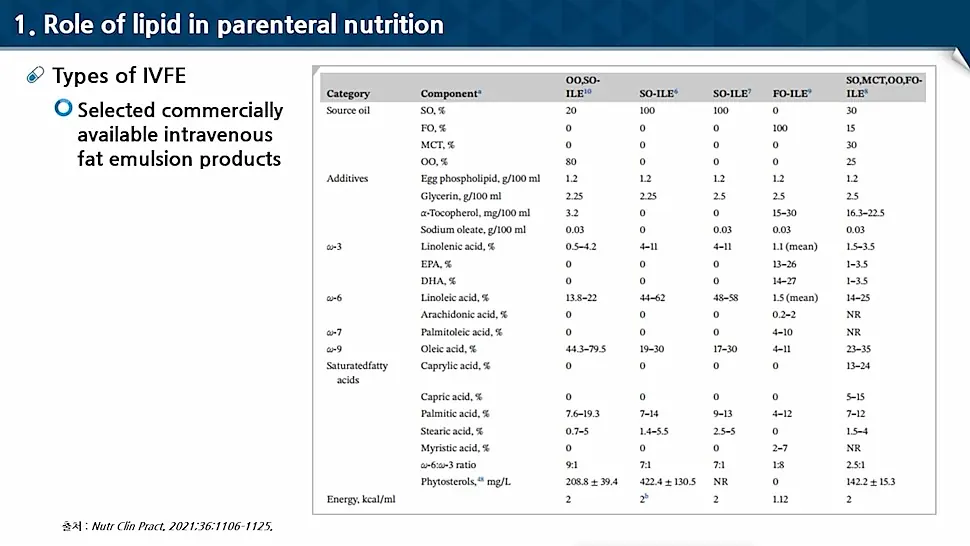 1. Role of lipid in parenteral nutrition
Types of IVFE
Selected commercially
available intravenous
fat emulsion products
Category Componentᵃ OO,SO-ILE¹⁰ SO-ILE⁶ SO-ILE⁷ FO-ILE⁹ SO,MCT,OO,FO-ILE⁸
Source oil SO, % 20 100 100 0 30
FO, % 0 0 0 100 15
MCT, % 0 0 0 0 30
OO, % 80 0 0 0 25
Additives Egg phospholipid, g/100 ml 1.2 1.2 1.2 1.2 1.2
Glycerin, g/100 ml 2.25 2.25 2.5 2.5 2.5
α-Tocopherol, mg/100 ml 3.2 0 0 15–30 16.3–22.5
Sodium oleate, g/100 ml 0.03 0 0.03 0.03 0.03
ω-3 Linolenic acid, % 0.5–4.2 4–11 4–11 1.1 (mean) 1.5–3.5
EPA, % 0 0 0 13–26 1–3.5
DHA, % 0 0 0 14–27 1–3.5
ω-6 Linoleic acid, % 13.8–22 44–62 48–58 1.5 (mean) 14–25
Arachidonic acid, % 0 0 0 0.2–2 NR
ω-7 Palmitoleic acid, % 0 0 0 4–10 NR
ω-9 Oleic acid, % 44.3–79.5 19–30 17–30 4–11 23–35
Saturatedfatty acids Caprylic acid, % 0 0 0 0 13–24
Capric acid, % 0 0 0 0 5–15
Palmitic acid, % 7.6–19.3 7–14 9–13 4–12 7–12
Stearic acid, % 0.7–5 1.4–5.5 2.5–5 0 1.5–4
Myristic acid, % 0 0 0 2–7 NR
ω-6:ω-3 ratio 9:1 7:1 7:1 1:8 2.5:1
Phytosterols,⁴⁸ mg/L 208.8 ± 39.4 422.4 ± 130.5 NR 0 142.2 ± 15.3
Energy, kcal/ml 2 2ᵇ 2 1.12 2
출처 : Nutr Clin Pract. 2021;36:1106-1125.